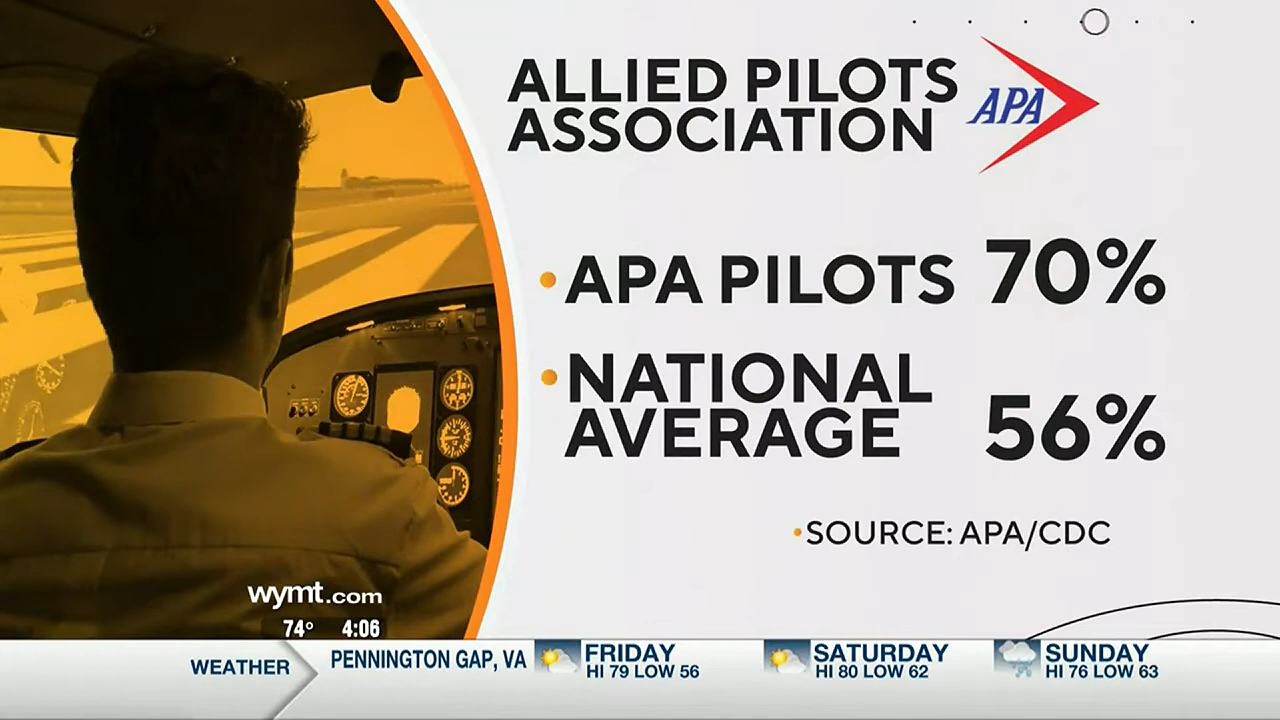 ALLIED PILOTS
ASSOCIATION
APA
•APA PILOTS 70%
•NATIONAL
AVERAGE 56%
•SOURCE: APA/CDC
wymt.com
74° 4:06
WEATHER
PENNINGTON GAP, VA
FRIDAY
HI 79 LOW 56
SATURDAY
HI 80 LOW 62
SUNDAY
HI 76 LOW 63